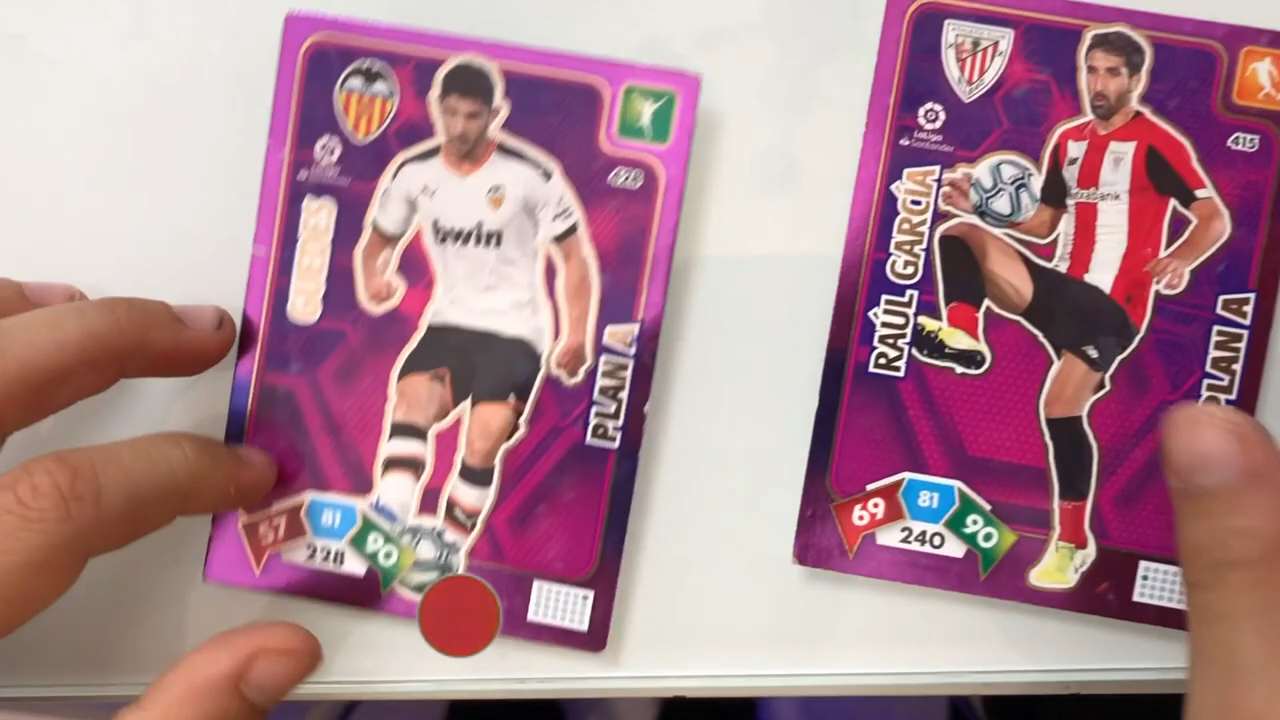 GUEDES
PLAN A
bwin
57
81
90
228
LaLiga
Santander
415
RAÚL GARCÍA
PLAN A
kutxabank
69
81
90
240